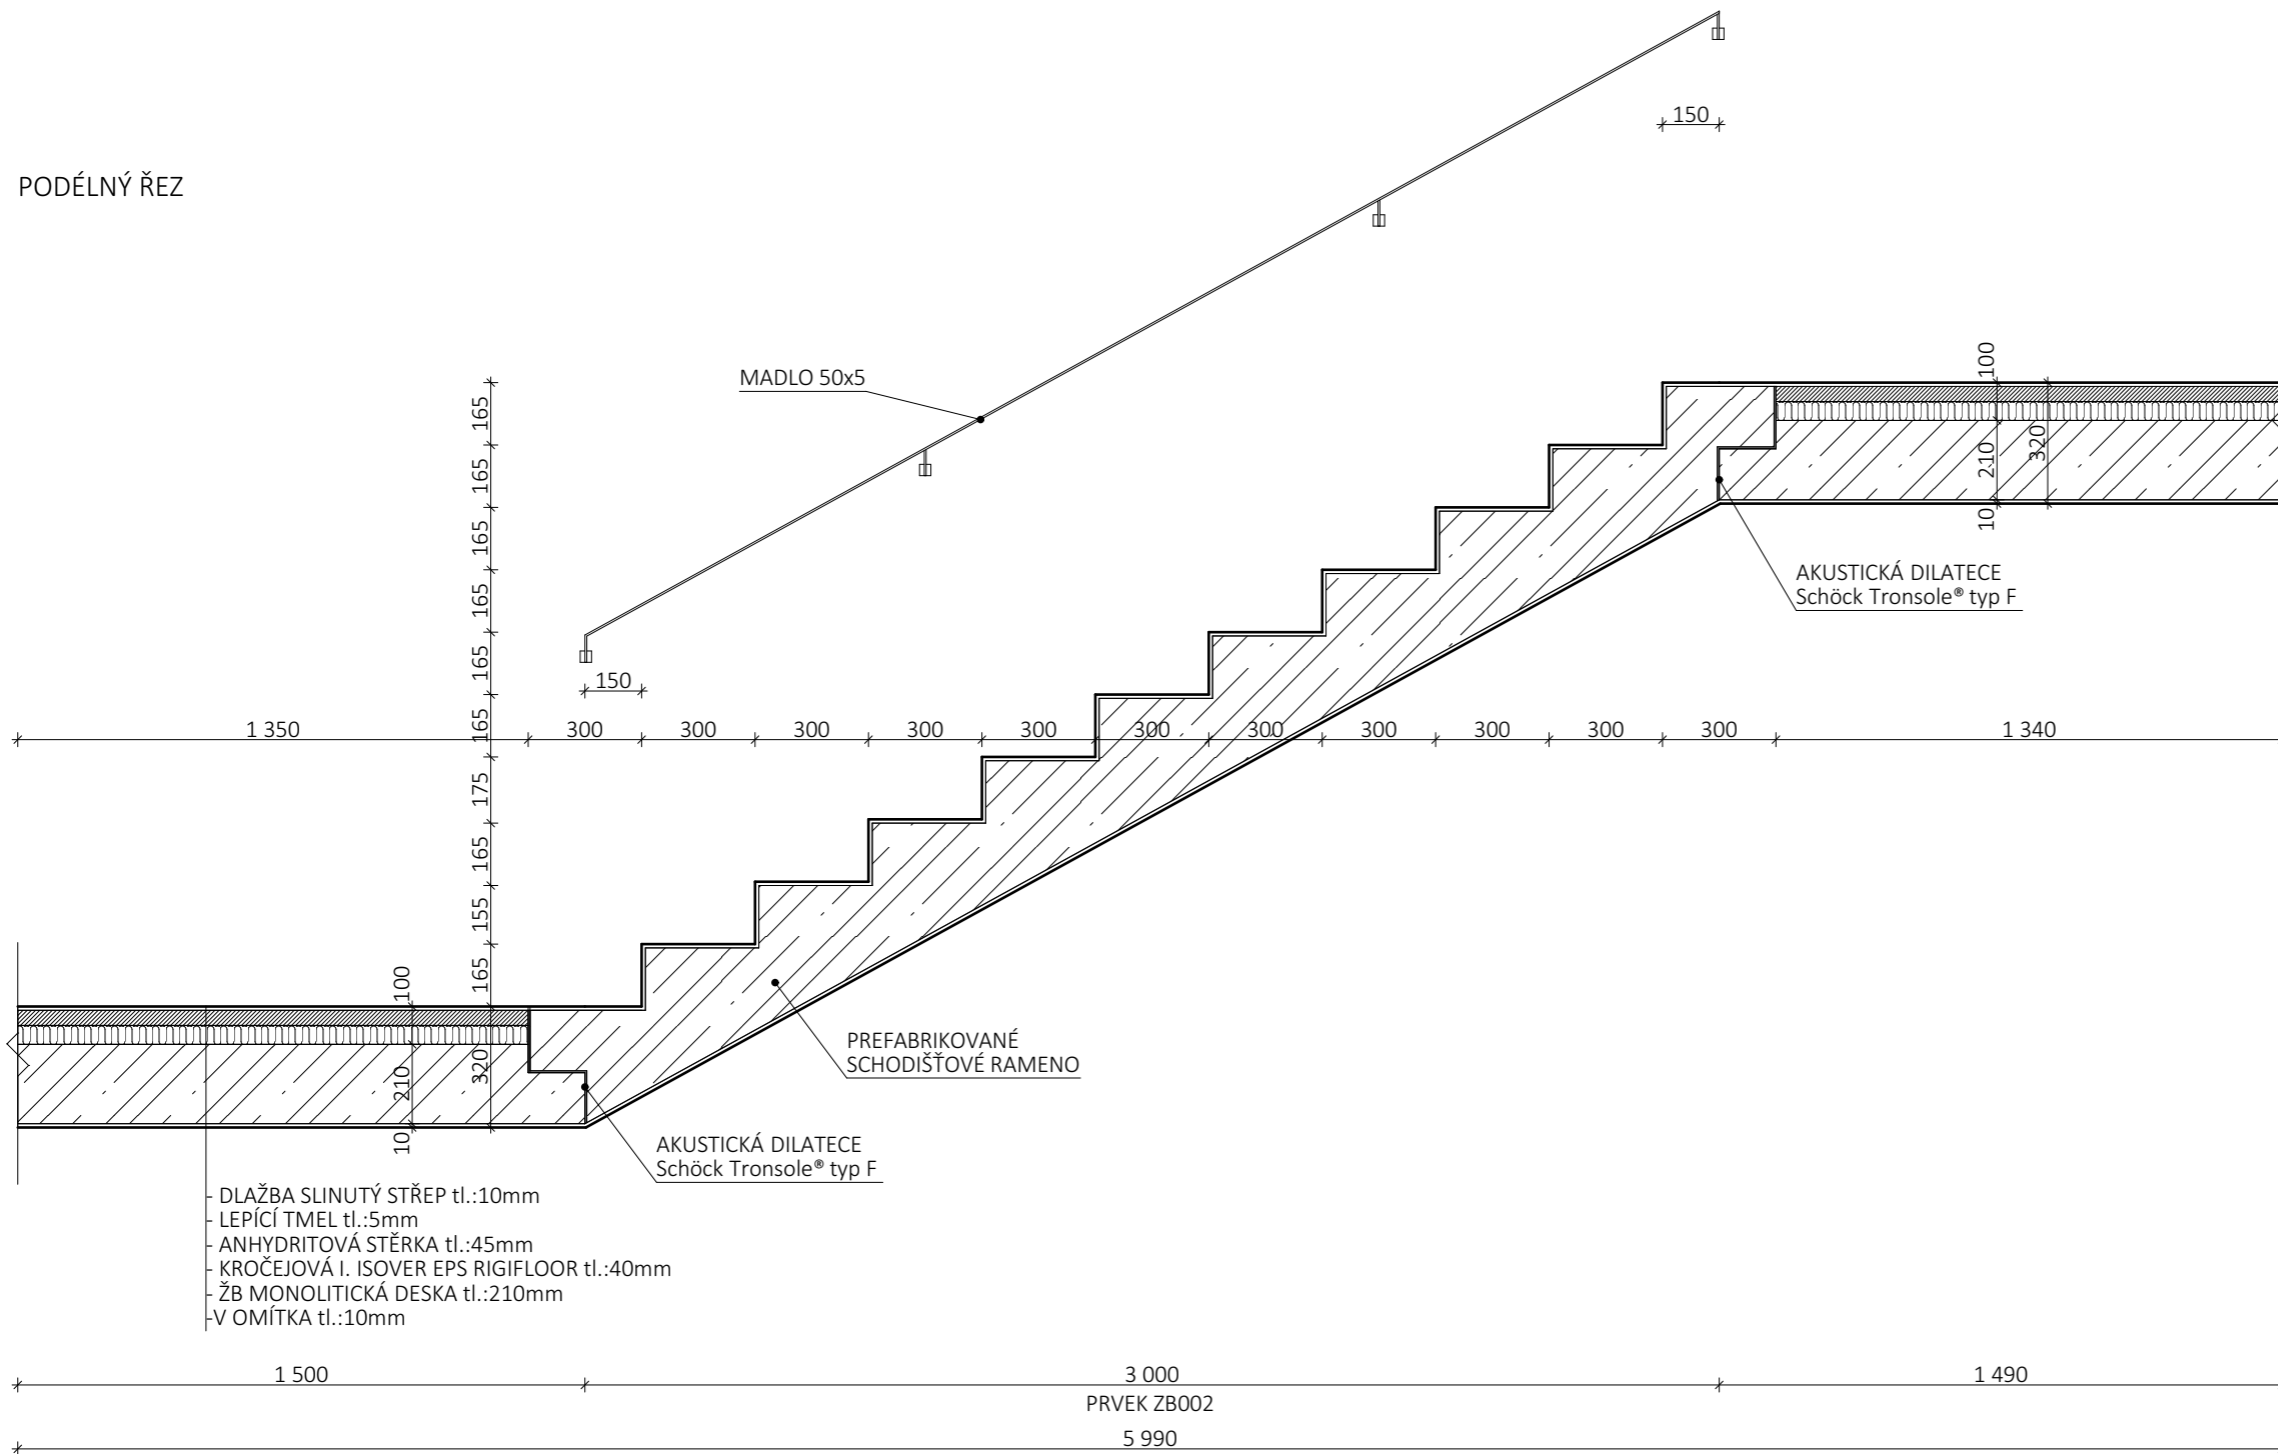 150
PODÉLNÝ ŘEZ
MADLO 50x5
100
210
320
10
165
165
165
165
165
165
175
165
155
165
320
AKUSTICKÁ DILATECE
Schöck Tronsole® typ F
150
1 350
300
300
300
300
300
300
300
300
300
300
300
1 340
100
210
10
PREFABRIKOVANÉ
SCHODIŠŤOVÉ RAMENO
AKUSTICKÁ DILATECE
Schöck Tronsole® typ F
- DLAŽBA SLINUTÝ STŘEP tl.:10mm
- LEPÍCÍ TMEL tl.:5mm
- ANHYDRITOVÁ STĚRKA tl.:45mm
- KROČEJOVÁ I. ISOVER EPS RIGIFLOOR tl.:40mm
- ŽB MONOLITICKÁ DESKA tl.:210mm
-V OMÍTKA tl.:10mm
1 500
3 000
1 490
PRVEK ZB002
5 990